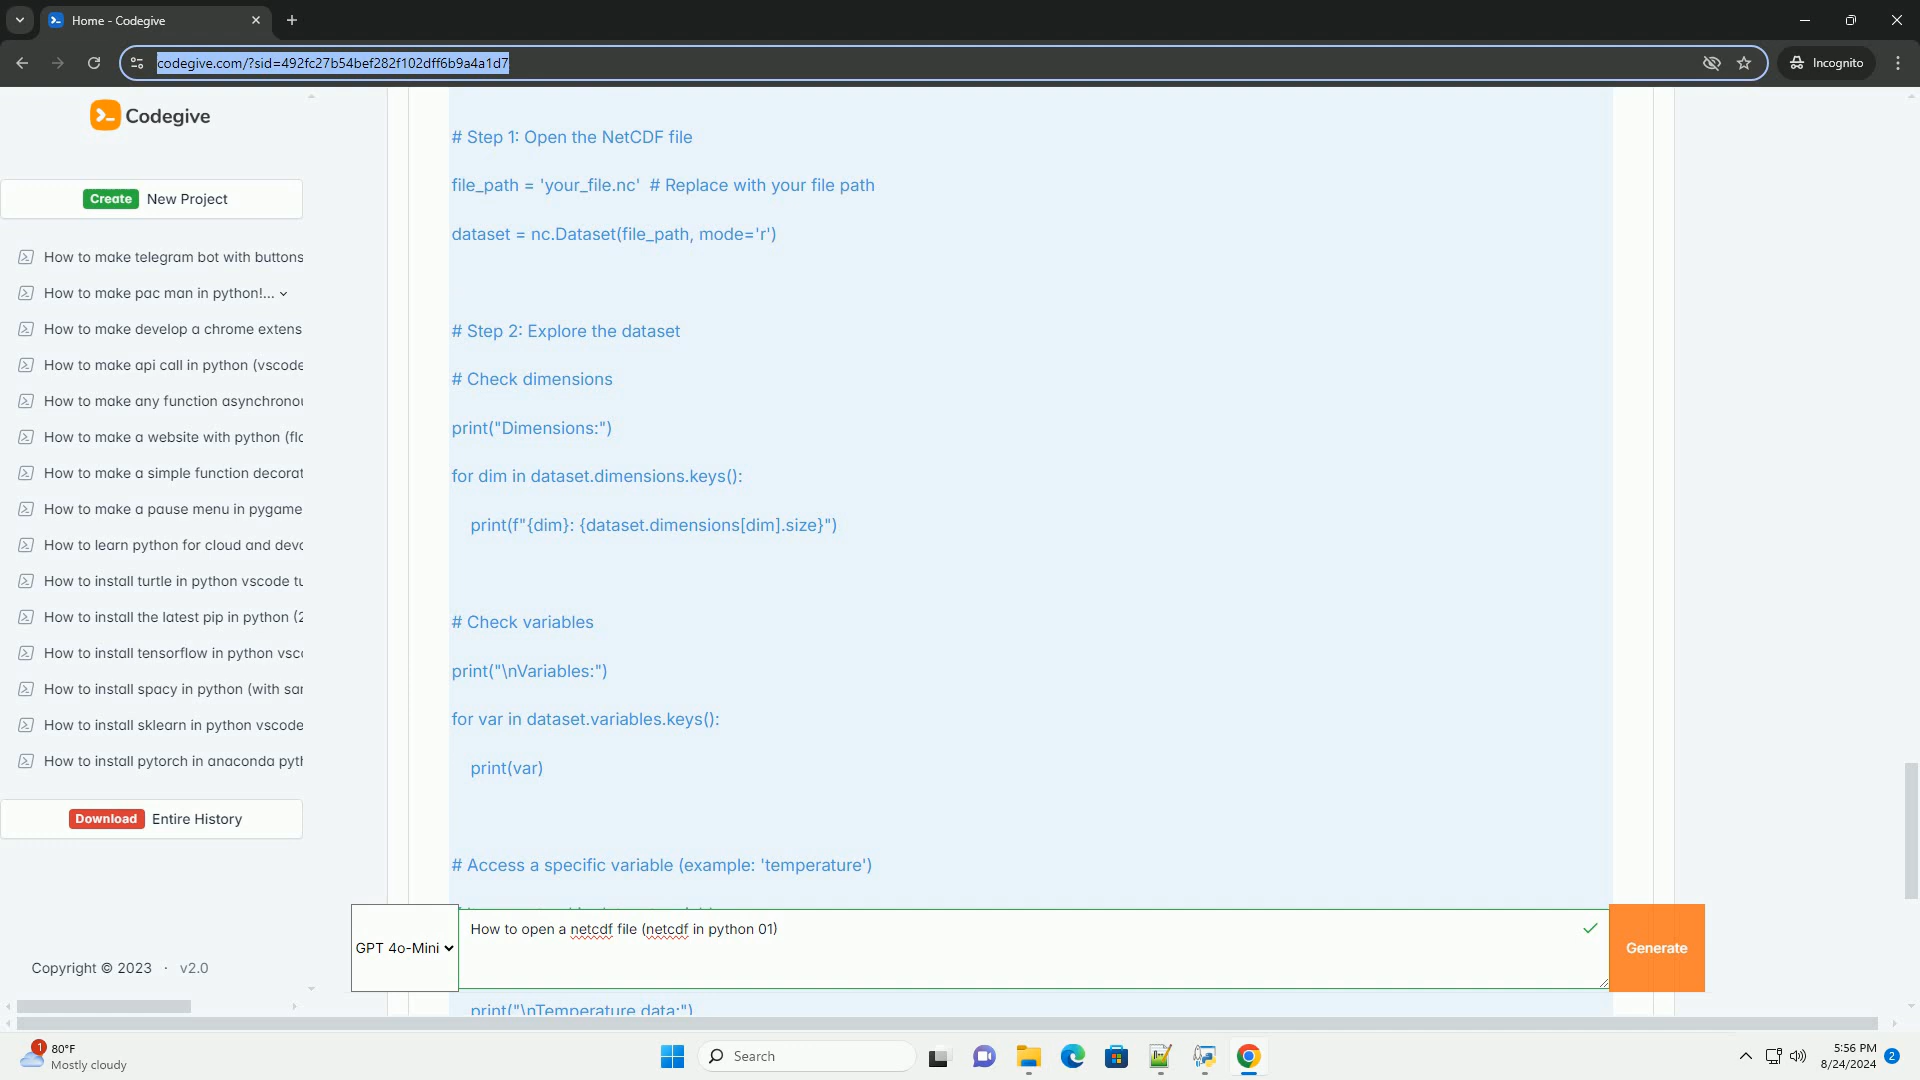 Home - Codegive
codegive.com/?sid=492fc27b54bef282f102dff6b9a4a1d7
Incognito
Codegive
Create New Project
How to make telegram bot with buttons
How to make pac man in python!...
How to make develop a chrome extens
How to make api call in python (vscode
How to make any function asynchronou
How to make a website with python (flc
How to make a simple function decorat
How to make a pause menu in pygame
How to learn python for cloud and devc
How to install turtle in python vscode tu
How to install the latest pip in python (2
How to install tensorflow in python vsco
How to install spacy in python (with sar
How to install sklearn in python vscode
How to install pytorch in anaconda pyth
Download Entire History
Copyright © 2023 · v2.0
# Step 1: Open the NetCDF file
file_path = 'your_file.nc'  # Replace with your file path
dataset = nc.Dataset(file_path, mode='r')
# Step 2: Explore the dataset
# Check dimensions
print("Dimensions:")
for dim in dataset.dimensions.keys():
print(f"{dim}: {dataset.dimensions[dim].size}")
# Check variables
print("\nVariables:")
for var in dataset.variables.keys():
print(var)
# Access a specific variable (example: 'temperature')
GPT 4o-Mini
How to open a netcdf file (netcdf in python 01)
Generate
print("\nTemperature data:")
1
80°F
Mostly cloudy
Search
5:56 PM
8/24/2024
2